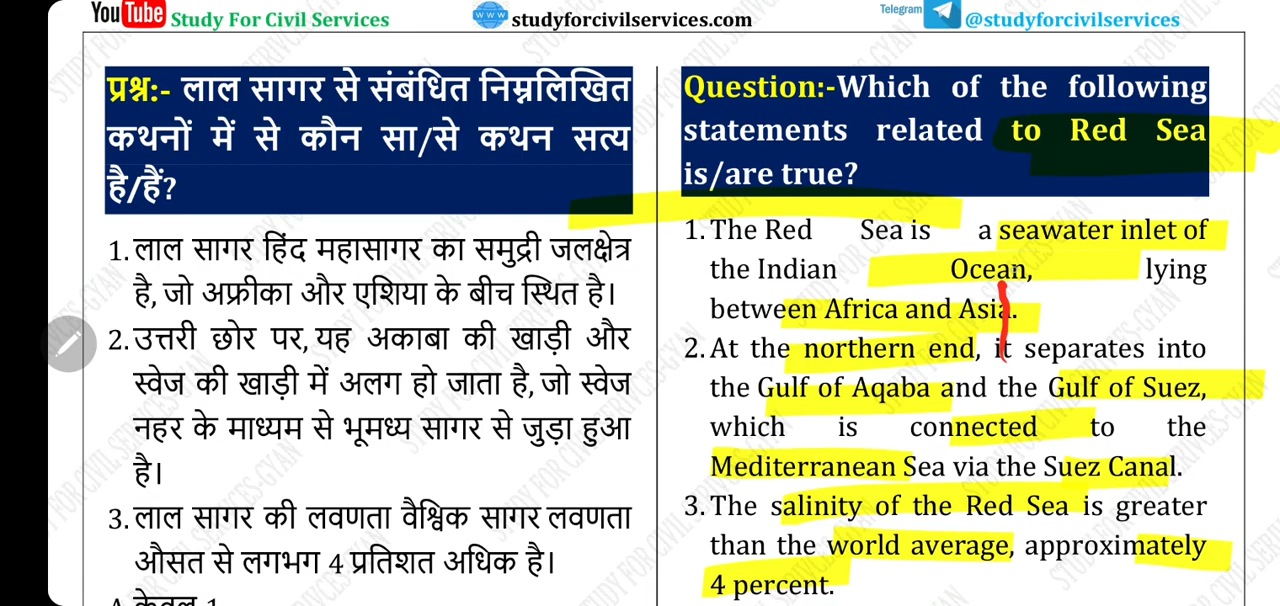 YouTube Study For Civil Services
www studyforcivilservices.com
Telegram @studyforcivilservices
प्रश्न:- लाल सागर से संबंधित निम्नलिखित
कथनों में से कौन सा/से कथन सत्य
है/हैं?
1. लाल सागर हिंद महासागर का समुद्री जलक्षेत्र
है, जो अफ्रीका और एशिया के बीच स्थित है।
2. उत्तरी छोर पर, यह अकाबा की खाड़ी और
स्वेज की खाड़ी में अलग हो जाता है, जो स्वेज
नहर के माध्यम से भूमध्य सागर से जुड़ा हुआ
है।
3. लाल सागर की लवणता वैश्विक सागर लवणता
औसत से लगभग 4 प्रतिशत अधिक है।
A केवल 1
Question:-Which of the following
statements related to Red Sea
is/are true?
1. The Red Sea is a seawater inlet of
the Indian Ocean, lying
between Africa and Asia.
2. At the northern end, it separates into
the Gulf of Aqaba and the Gulf of Suez,
which is connected to the
Mediterranean Sea via the Suez Canal.
3. The salinity of the Red Sea is greater
than the world average, approximately
4 percent.